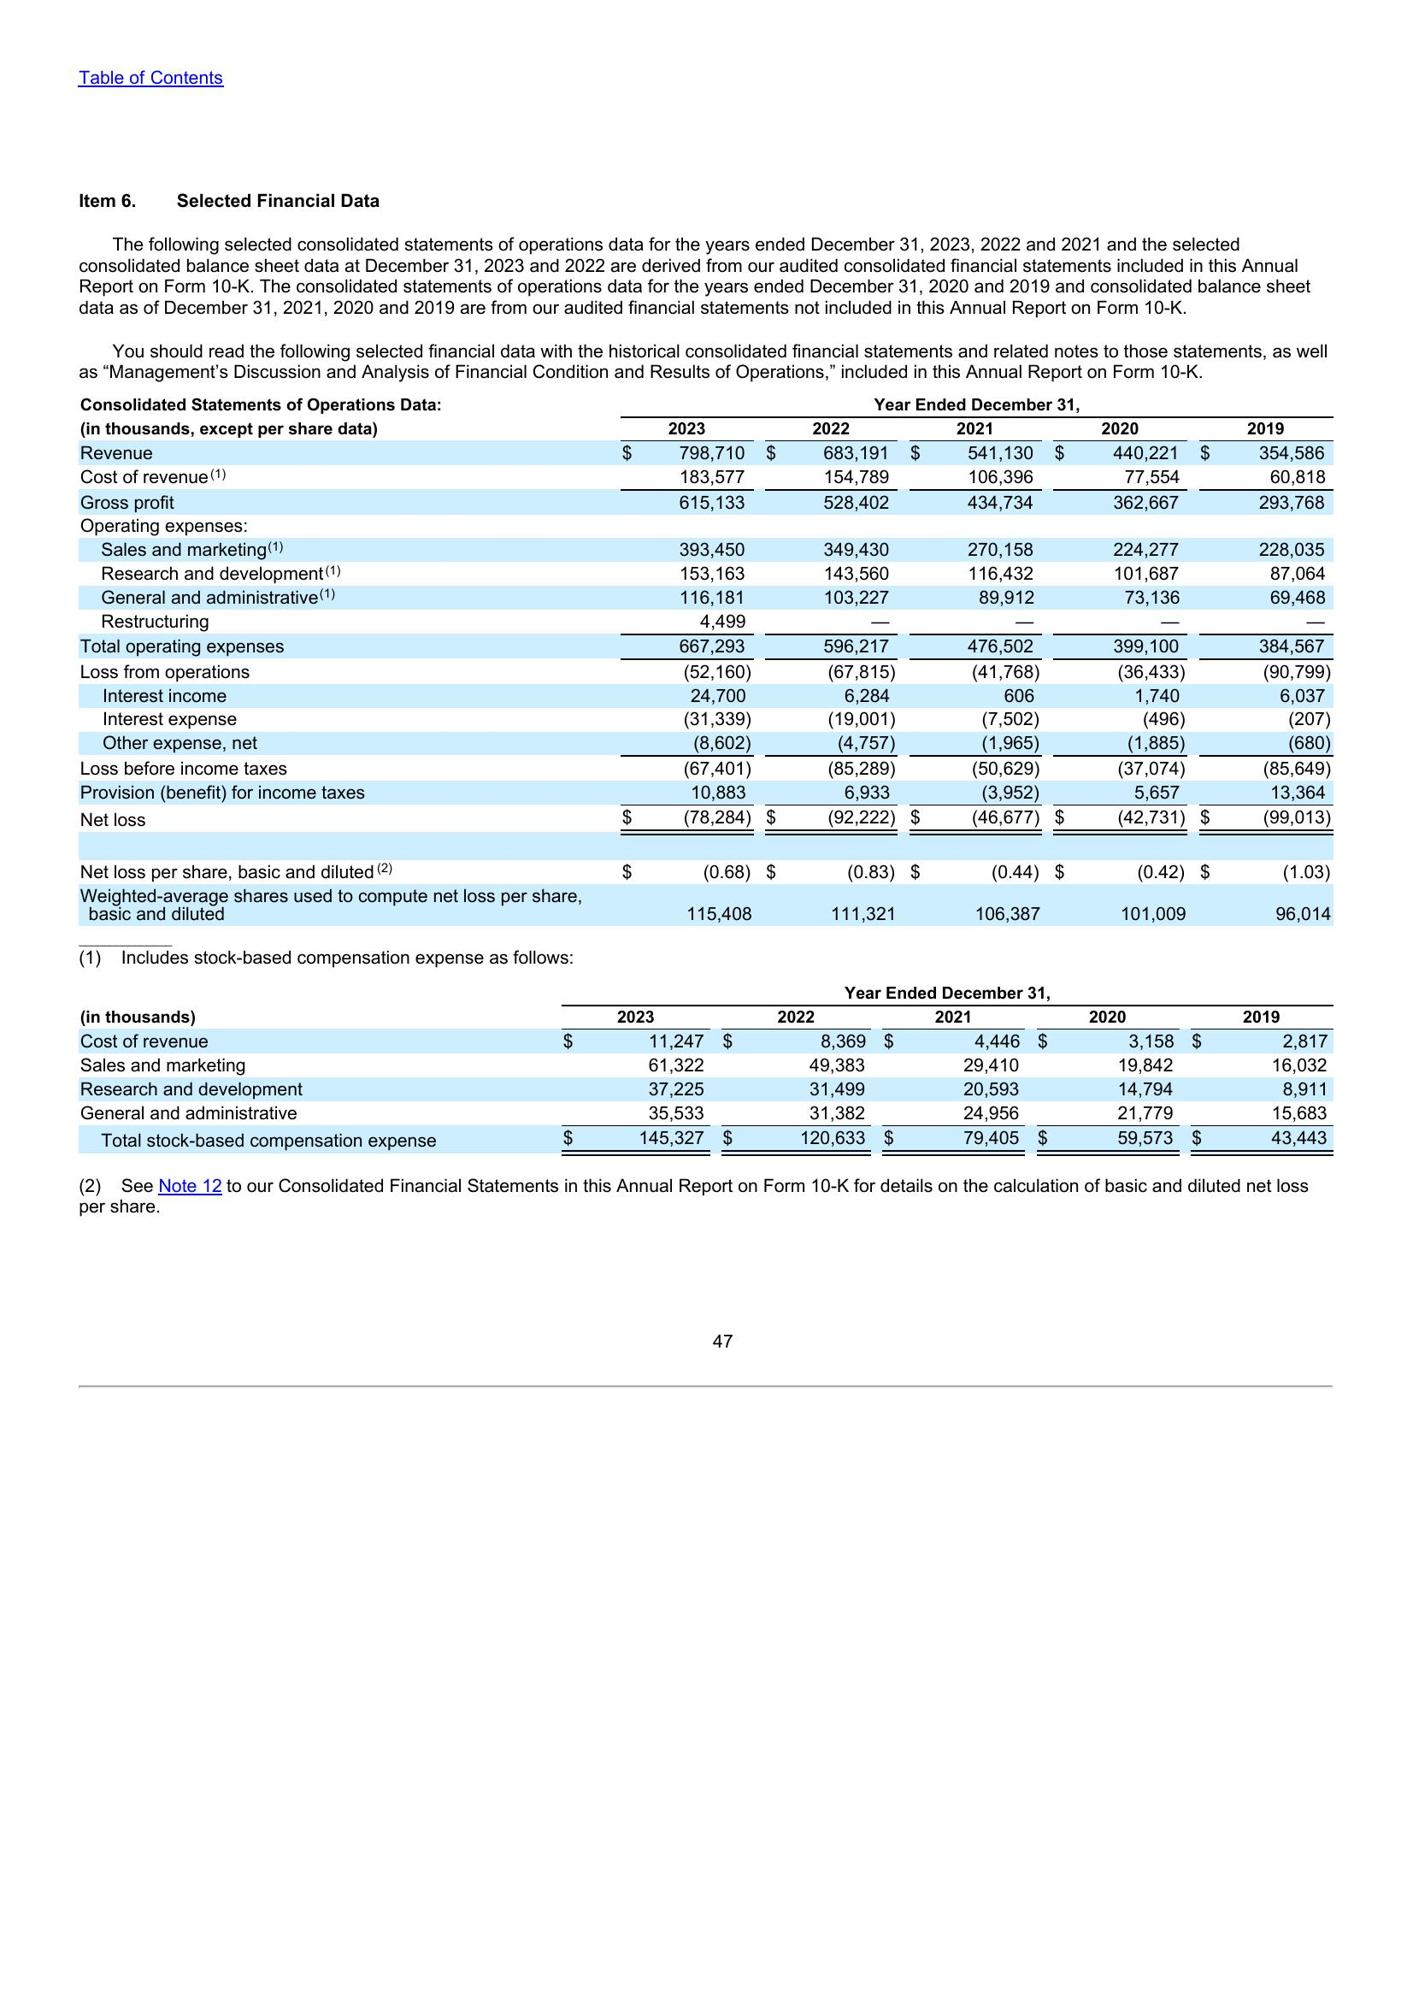 Table of Contents
Item 6. Selected Financial Data
The following selected consolidated statements of operations data for the years ended December 31, 2023, 2022 and 2021 and the selected
consolidated balance sheet data at December 31, 2023 and 2022 are derived from our audited consolidated financial statements included in this Annual
Report on Form 10-K. The consolidated statements of operations data for the years ended December 31, 2020 and 2019 and consolidated balance sheet
data as of December 31, 2021, 2020 and 2019 are from our audited financial statements not included in this Annual Report on Form 10-K.
You should read the following selected financial data with the historical consolidated financial statements and related notes to those statements, as well
as “Management’s Discussion and Analysis of Financial Condition and Results of Operations,” included in this Annual Report on Form 10-K.
Consolidated Statements of Operations Data: Year Ended December 31,
(in thousands, except per share data) 2023 2022 2021 2020 2019
Revenue $ 798,710 $ 683,191 $ 541,130 $ 440,221 $ 354,586
Cost of revenue(1) 183,577 154,789 106,396 77,554 60,818
Gross profit 615,133 528,402 434,734 362,667 293,768
Operating expenses:
Sales and marketing(1) 393,450 349,430 270,158 224,277 228,035
Research and development(1) 153,163 143,560 116,432 101,687 87,064
General and administrative(1) 116,181 103,227 89,912 73,136 69,468
Restructuring 4,499 — — — —
Total operating expenses 667,293 596,217 476,502 399,100 384,567
Loss from operations (52,160) (67,815) (41,768) (36,433) (90,799)
Interest income 24,700 6,284 606 1,740 6,037
Interest expense (31,339) (19,001) (7,502) (496) (207)
Other expense, net (8,602) (4,757) (1,965) (1,885) (680)
Loss before income taxes (67,401) (85,289) (50,629) (37,074) (85,649)
Provision (benefit) for income taxes 10,883 6,933 (3,952) 5,657 13,364
Net loss $ (78,284) $ (92,222) $ (46,677) $ (42,731) $ (99,013)
Net loss per share, basic and diluted (2) $ (0.68) $ (0.83) $ (0.44) $ (0.42) $ (1.03)
Weighted-average shares used to compute net loss per share,
basic and diluted 115,408 111,321 106,387 101,009 96,014
(1) Includes stock-based compensation expense as follows:
Year Ended December 31,
(in thousands) 2023 2022 2021 2020 2019
Cost of revenue $ 11,247 $ 8,369 $ 4,446 $ 3,158 $ 2,817
Sales and marketing 61,322 49,383 29,410 19,842 16,032
Research and development 37,225 31,499 20,593 14,794 8,911
General and administrative 35,533 31,382 24,956 21,779 15,683
Total stock-based compensation expense $ 145,327 $ 120,633 $ 79,405 $ 59,573 $ 43,443
(2) See Note 12 to our Consolidated Financial Statements in this Annual Report on Form 10-K for details on the calculation of basic and diluted net loss
per share.
47